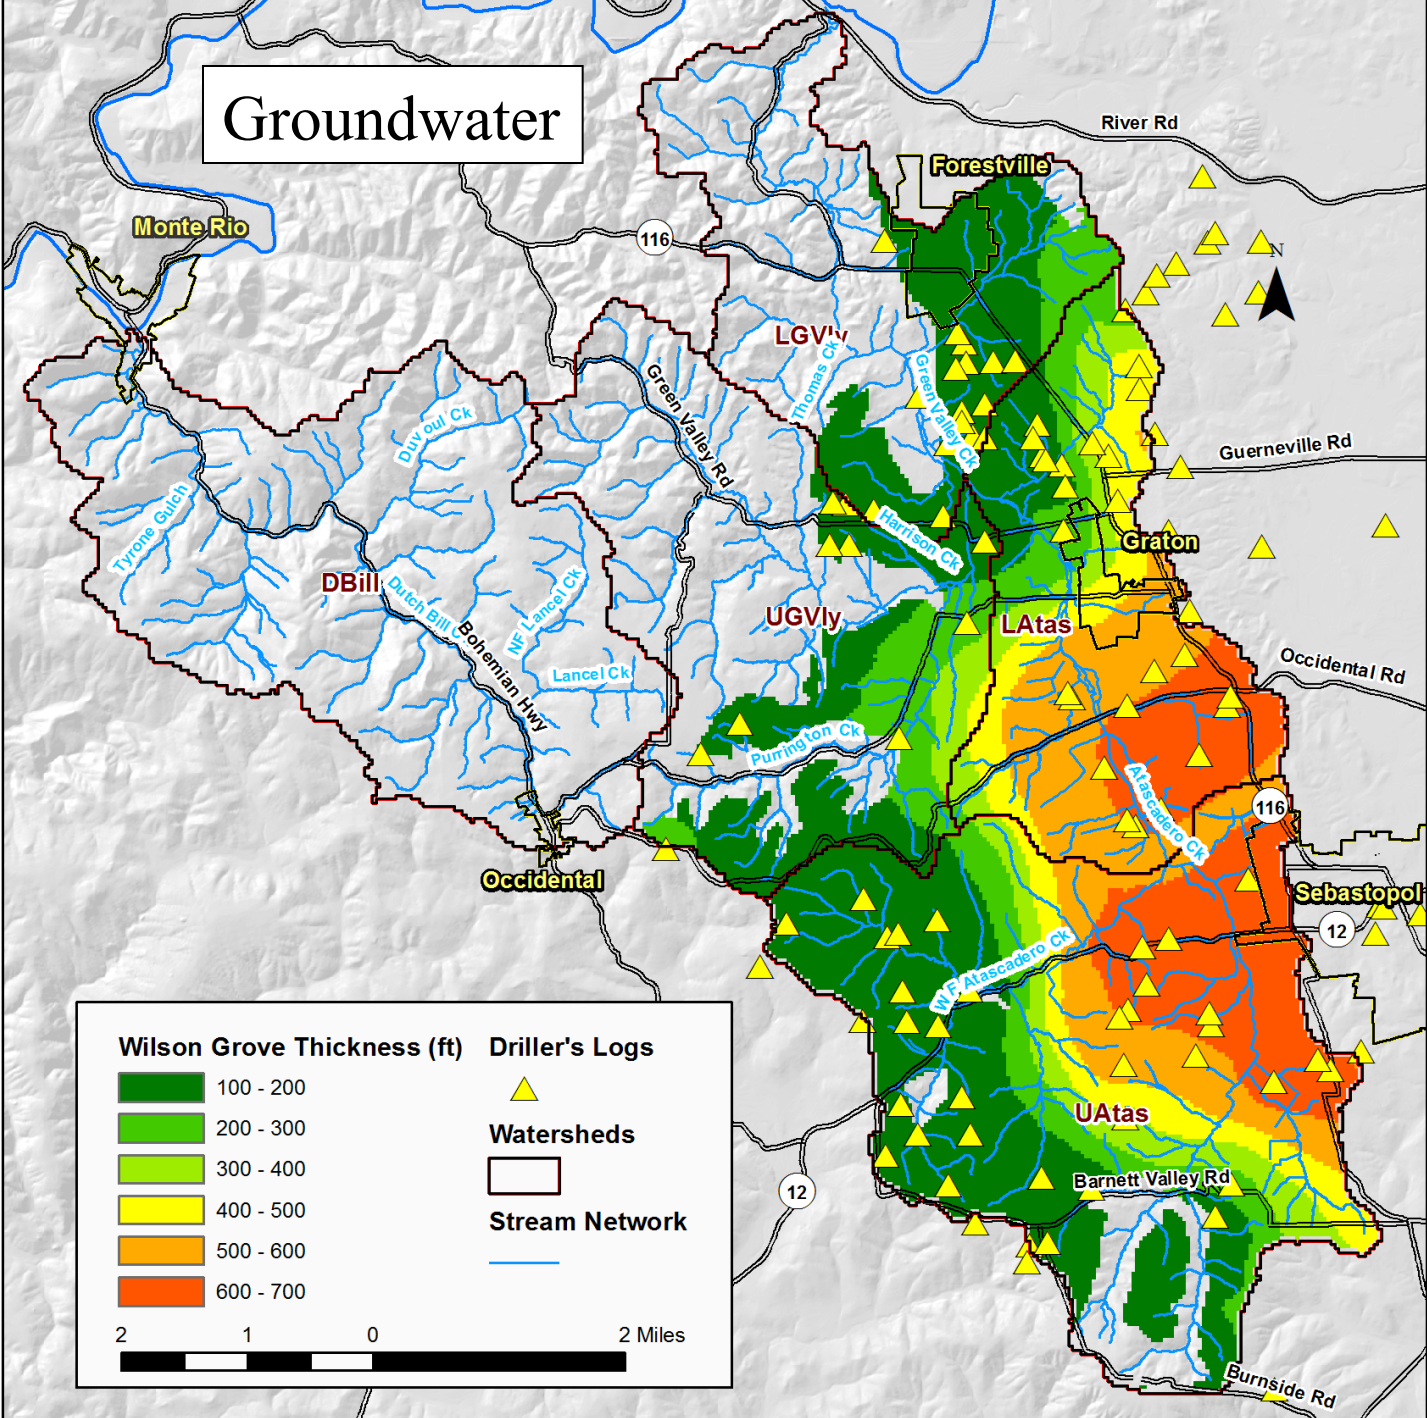 Groundwater
River Rd
Forestville
Monte Rio
116
N
LGVly
Thomas Ck
Green Valley Ck
Green Valley Rd
Duvoul Ck
Guerneville Rd
Tyrone Gulch
Harrison Ck
Graton
DBill
Dutch Bill C
NF Lancel Ck
UGVly
LAtas
Bohemian Hwy
Lancel Ck
Occidental Rd
Purrington Ck
Atascadero Ck
116
Occidental
Sebastopol
12
W F Atascadero Ck
UAtas
Barnett Valley Rd
12
Burnside Rd
Wilson Grove Thickness (ft)
100 - 200
200 - 300
300 - 400
400 - 500
500 - 600
600 - 700
Driller's Logs
Watersheds
Stream Network
2 1 0 2 Miles